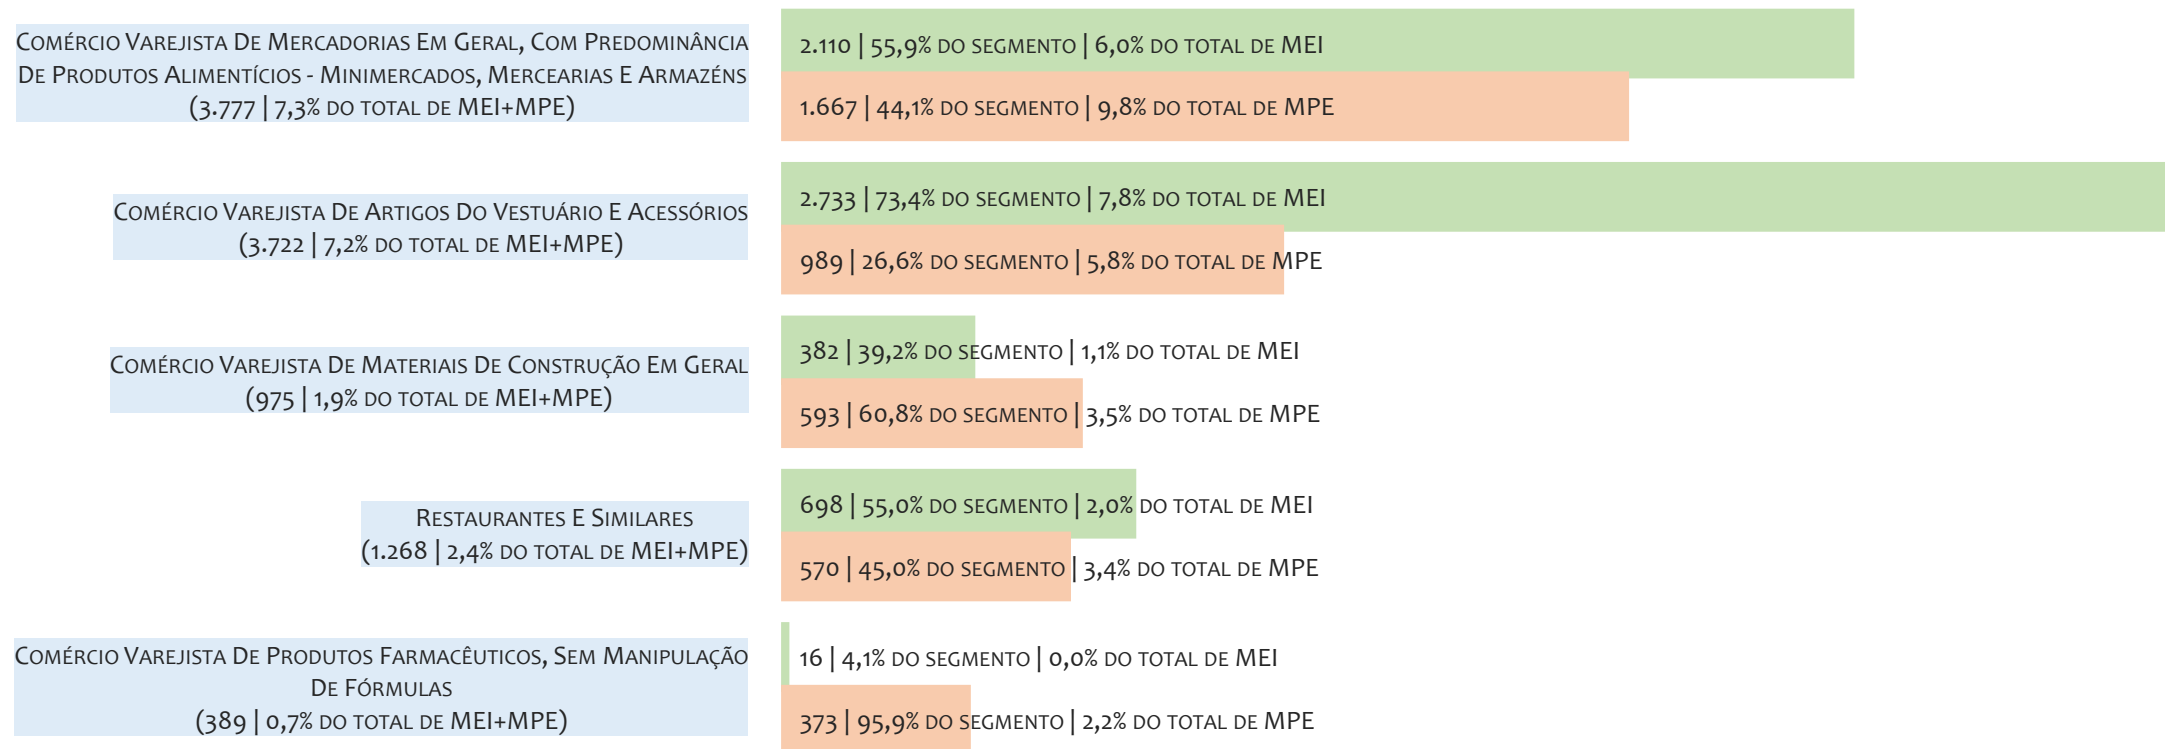 Comércio Varejista De Mercadorias Em Geral, Com Predominância
De Produtos Alimentícios - Minimercados, Mercearias E Armazéns
(3.777 | 7,3% do total de MEI+MPE)
2.110 | 55,9% do segmento | 6,0% do total de MEI
1.667 | 44,1% do segmento | 9,8% do total de MPE
Comércio Varejista De Artigos Do Vestuário E Acessórios
(3.722 | 7,2% do total de MEI+MPE)
2.733 | 73,4% do segmento | 7,8% do total de MEI
989 | 26,6% do segmento | 5,8% do total de MPE
Comércio Varejista De Materiais De Construção Em Geral
(975 | 1,9% do total de MEI+MPE)
382 | 39,2% do segmento | 1,1% do total de MEI
593 | 60,8% do segmento | 3,5% do total de MPE
Restaurantes E Similares
(1.268 | 2,4% do total de MEI+MPE)
698 | 55,0% do segmento | 2,0% do total de MEI
570 | 45,0% do segmento | 3,4% do total de MPE
Comércio Varejista De Produtos Farmacêuticos, Sem Manipulação
De Fórmulas
(389 | 0,7% do total de MEI+MPE)
16 | 4,1% do segmento | 0,0% do total de MEI
373 | 95,9% do segmento | 2,2% do total de MPE